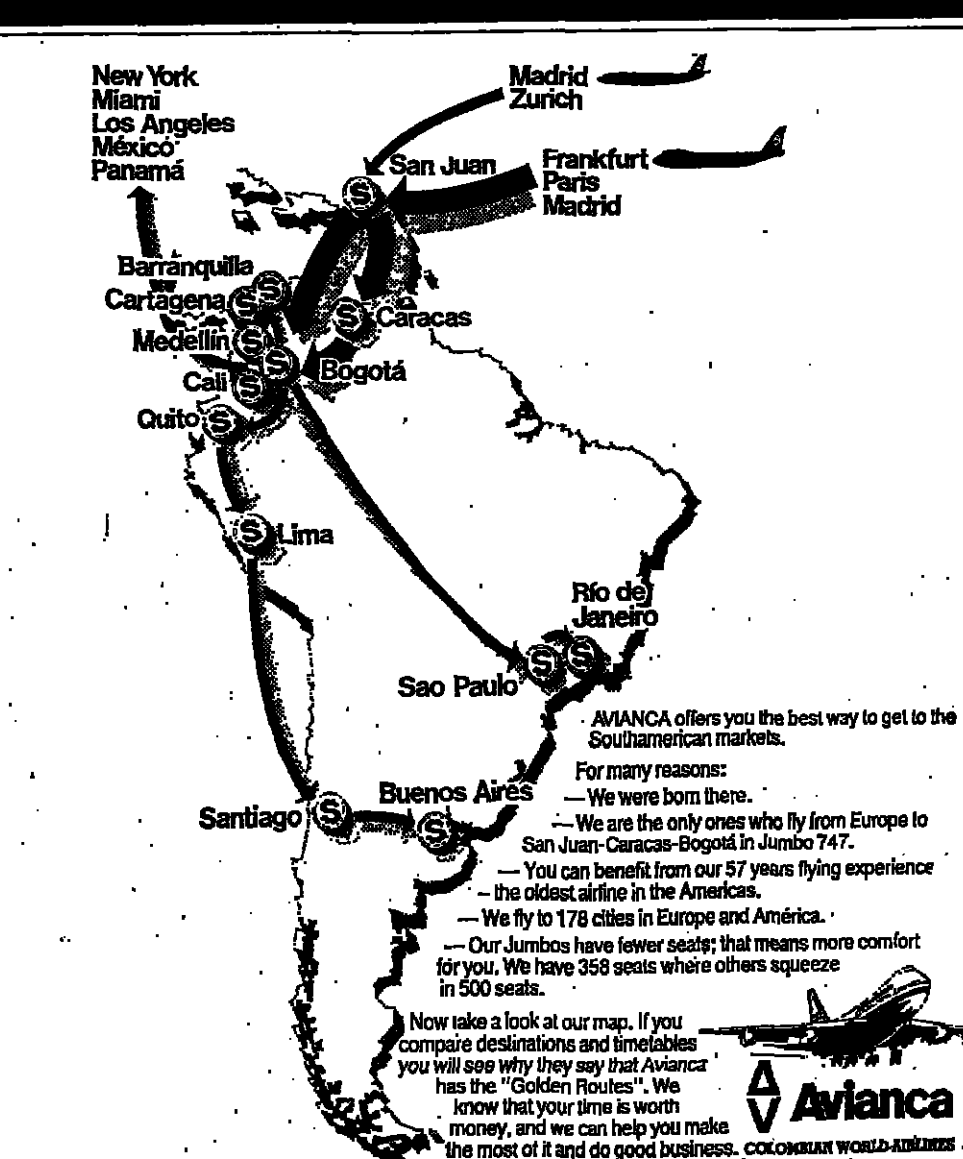 New York
Miami
Los Angeles
México
Panamá
Madrid
Zurich
San Juan
Frankfurt
Paris
Madrid
Barranquilla
Cartagena
Caracas
Medellín
Bogotá
Cali
Quito
Lima
Río de
Janeiro
Sao Paulo
Santiago
Buenos Aires
AVIANCA offers you the best way to get to the
Southamerican markets.
For many reasons:
— We were born there.
— We are the only ones who fly from Europe to
San Juan-Caracas-Bogotá in Jumbo 747.
— You can benefit from our 57 years flying experience
– the oldest airline in the Americas.
— We fly to 178 cities in Europe and América.
— Our Jumbos have fewer seats; that means more comfort
for you. We have 358 seats where others squeeze
in 500 seats.
Now take a look at our map. If you
compare destinations and timetables
you will see why they say that Avianca
has the "Golden Routes". We
know that your time is worth
money, and we can help you make
the most of it and do good business.
Avianca
COLOMBIAN WORLD AIRLINES